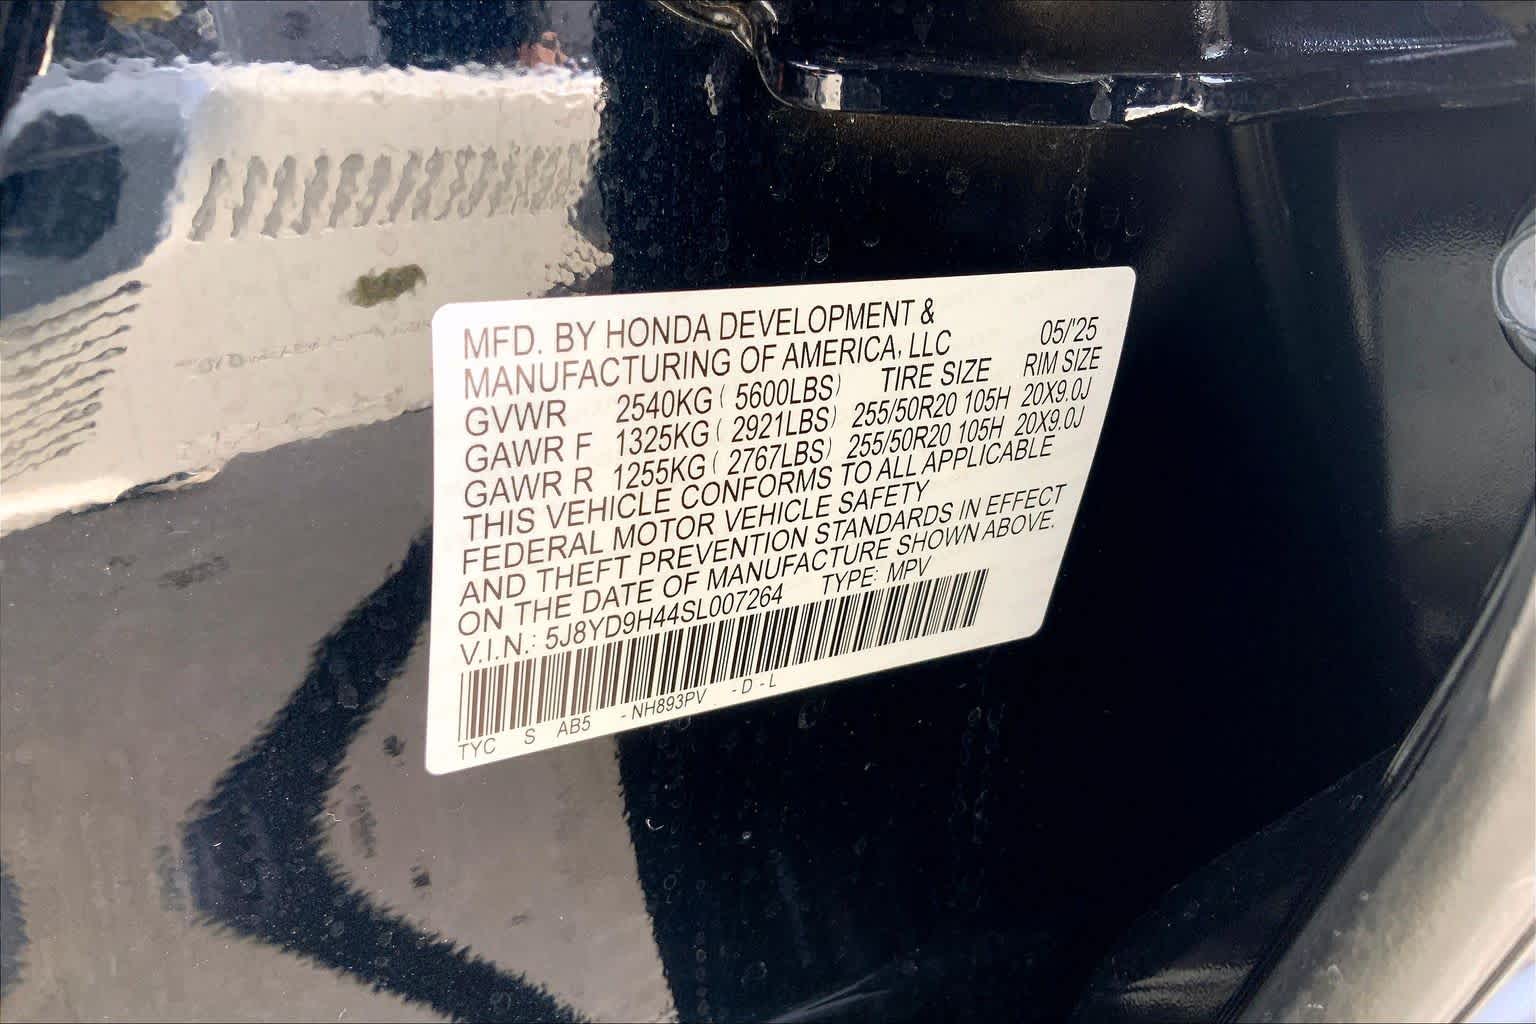 MFD. BY HONDA DEVELOPMENT &
MANUFACTURING OF AMERICA, LLC 05/'25
GVWR 2540KG ( 5600LBS) TIRE SIZE RIM SIZE
GAWR F 1325KG ( 2921LBS) 255/50R20 105H 20X9.0J
GAWR R 1255KG ( 2767LBS) 255/50R20 105H 20X9.0J
THIS VEHICLE CONFORMS TO ALL APPLICABLE
FEDERAL MOTOR VEHICLE SAFETY
AND THEFT PREVENTION STANDARDS IN EFFECT
ON THE DATE OF MANUFACTURE SHOWN ABOVE.
V.I.N.: 5J8YD9H44SL007264 TYPE: MPV
TYC S AB5 -NH893PV -D-L